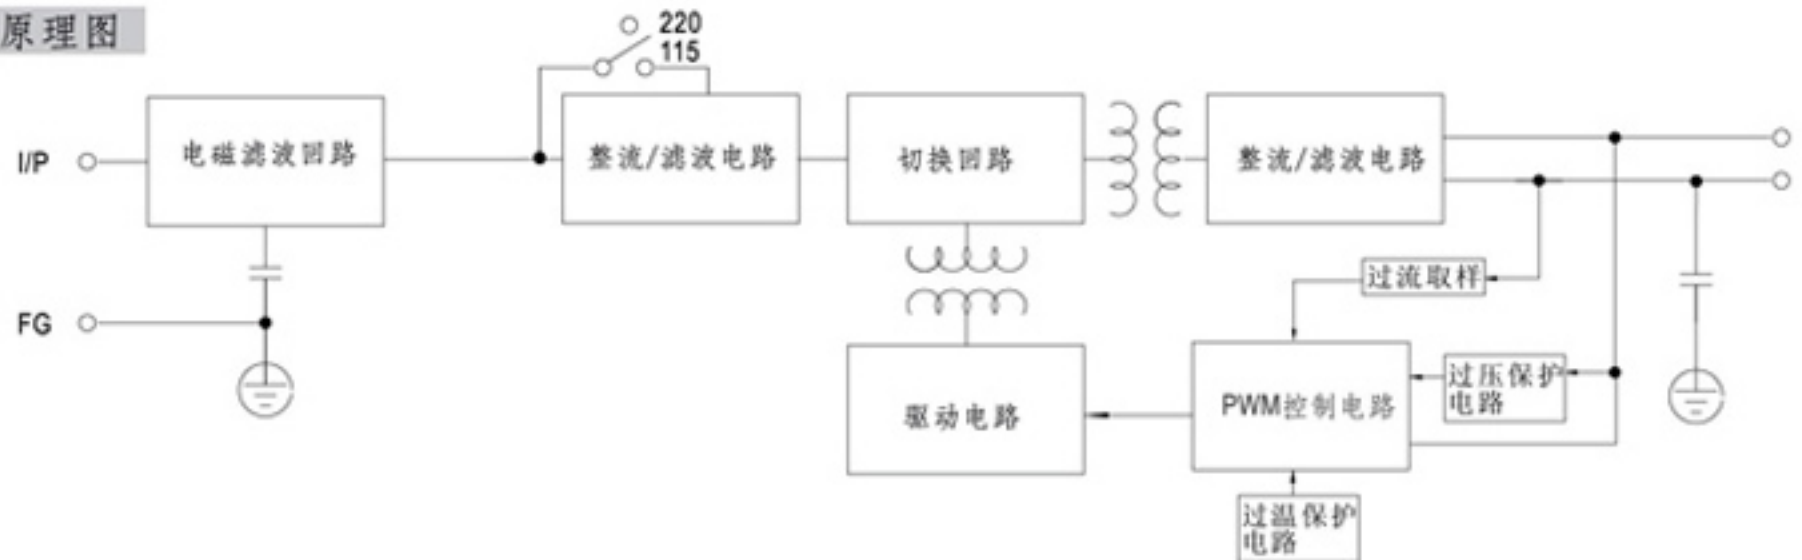 原理图
220
115
I/P
电磁滤波回路
整流/滤波电路
切换回路
整流/滤波电路
过流取样
FG
驱动电路
PWM控制电路
过压保护
电路
过温保护
电路